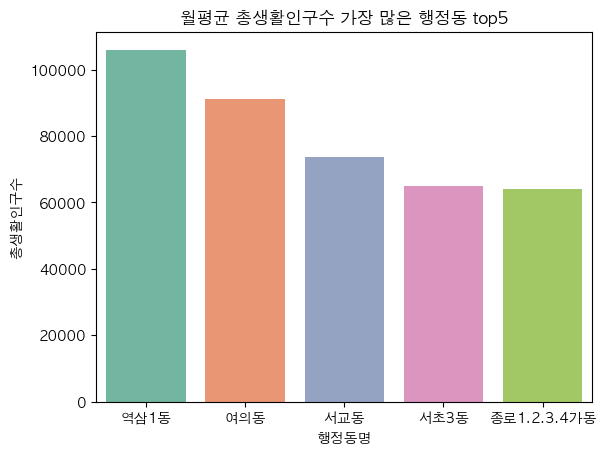 월평균 총생활인구수 가장 많은 행정동 top5
총생활인구수
100000
80000
60000
40000
20000
0
역삼1동 여의동 서교동 서초3동 종로1.2.3.4가동
행정동명